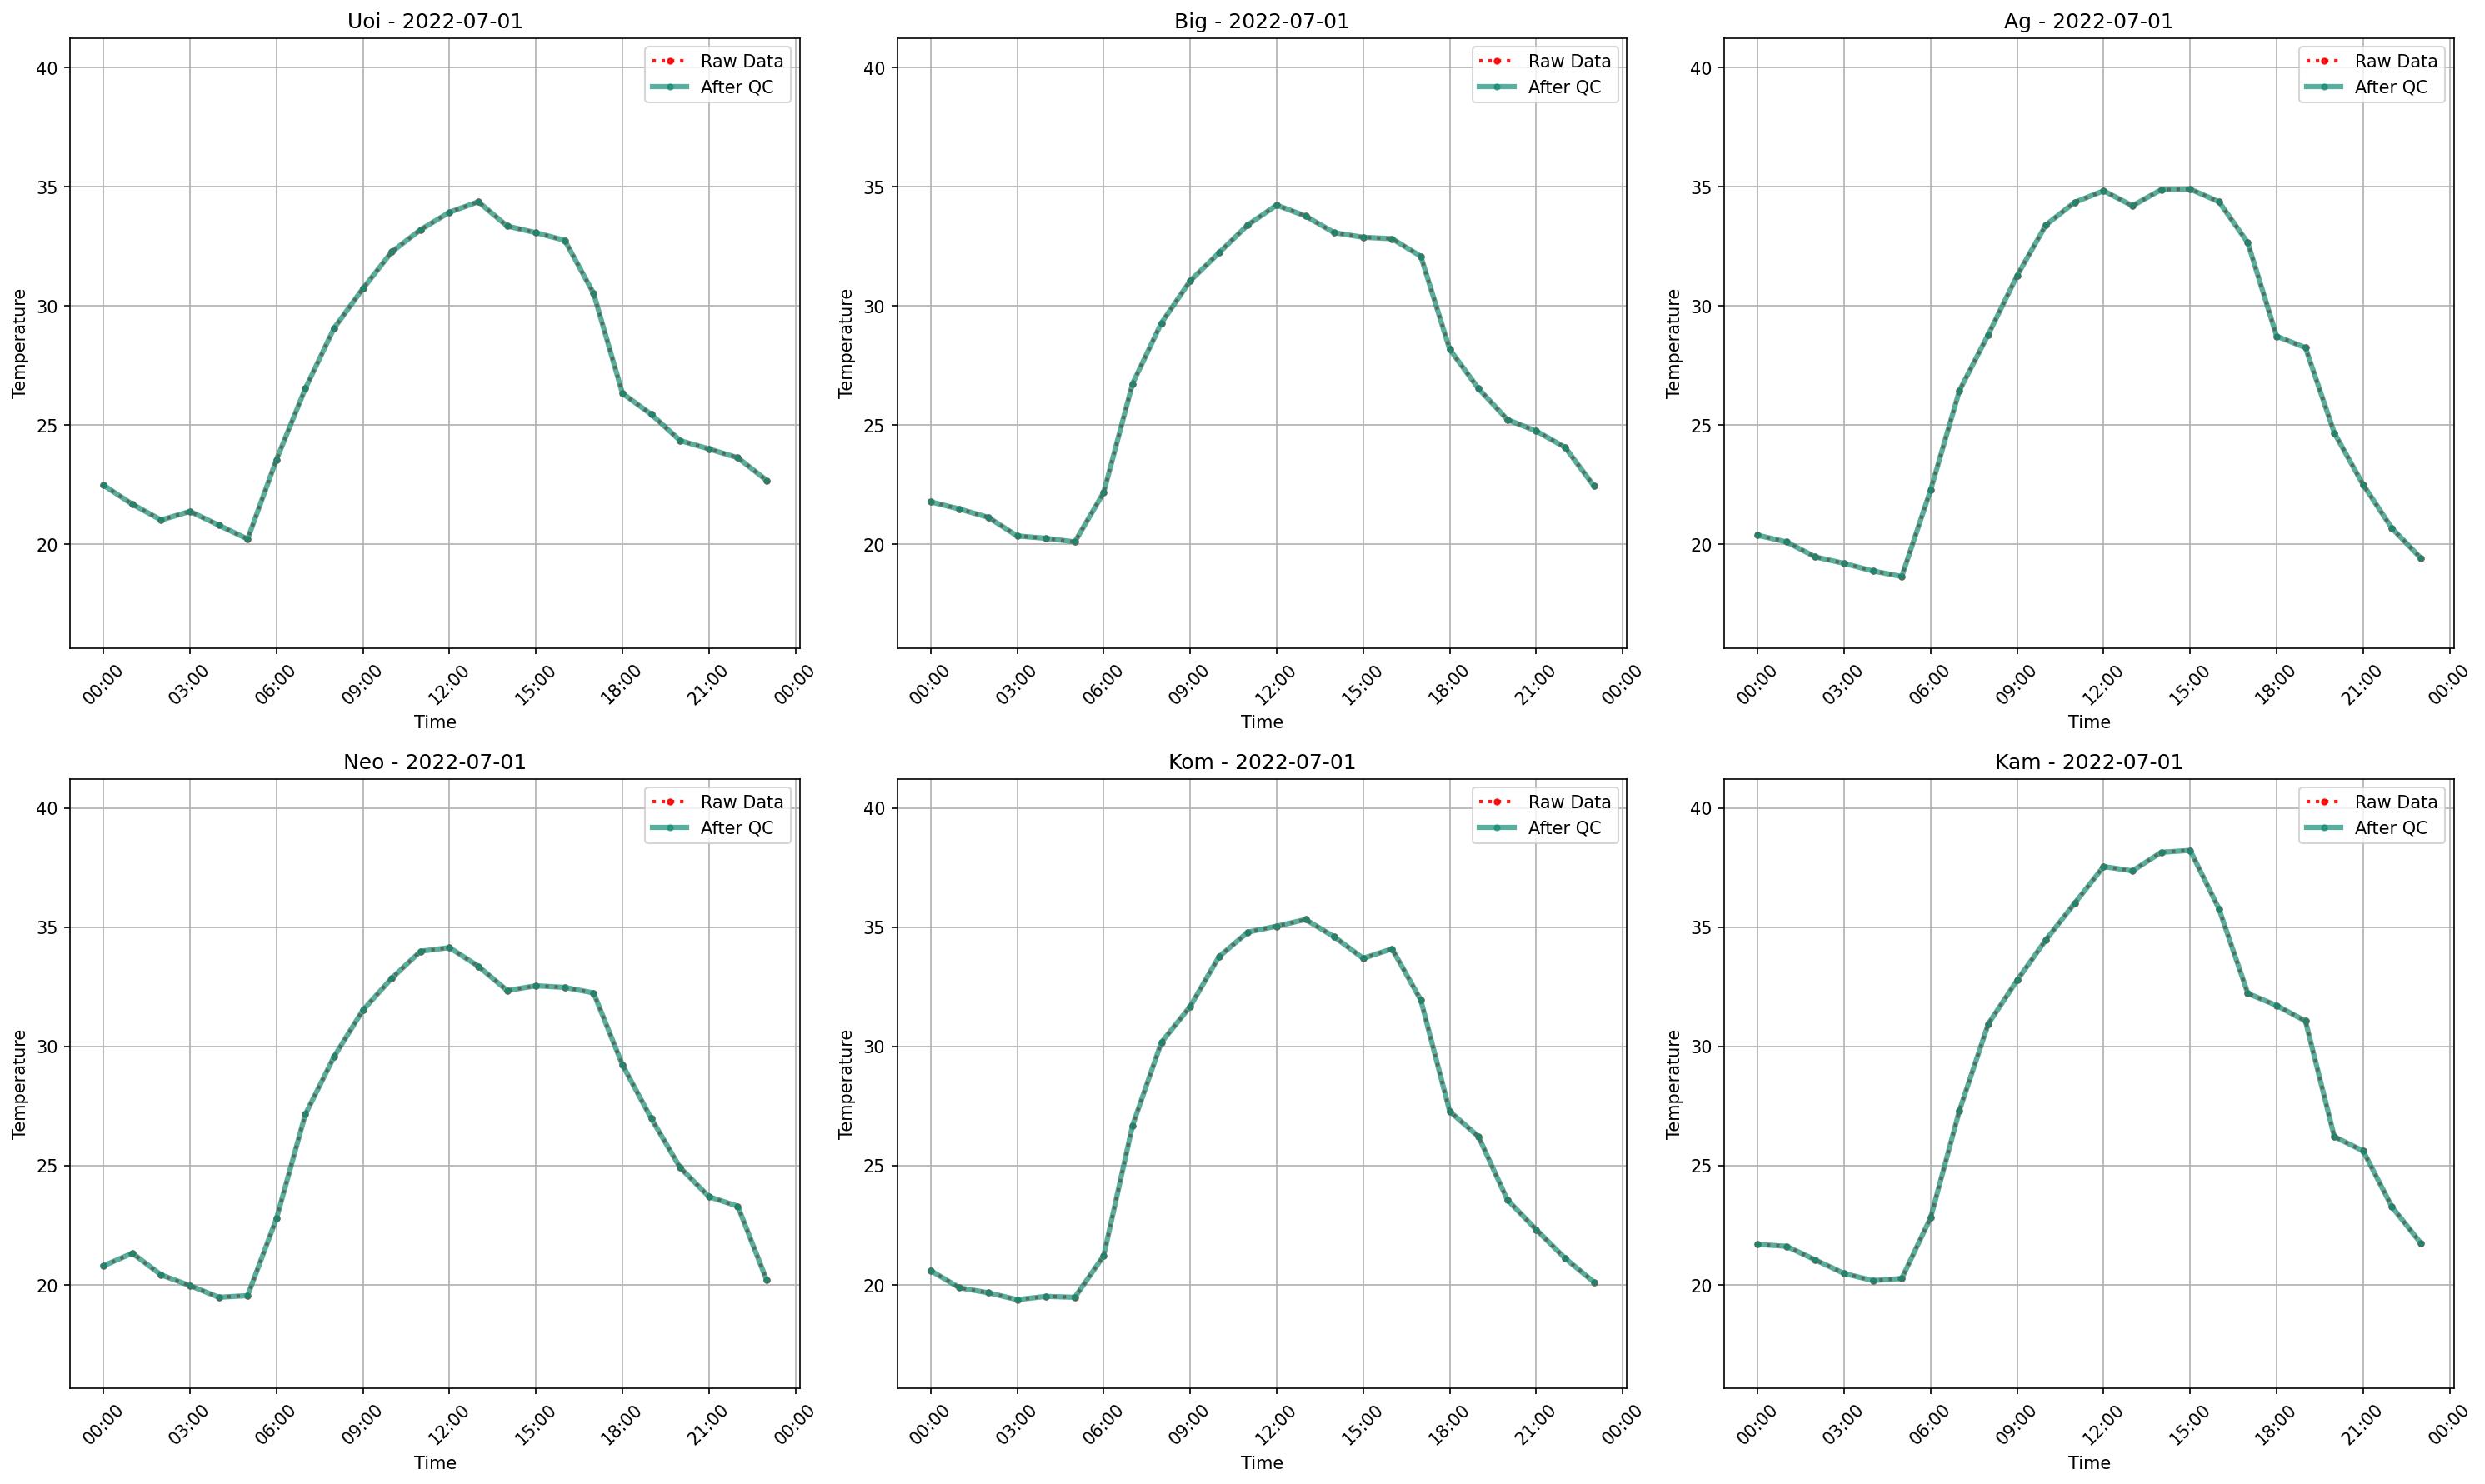 Uoi - 2022-07-01
Raw Data
After QC
40
35
30
25
20
Temperature
00:00
03:00
06:00
09:00
12:00
15:00
18:00
21:00
00:00
Time
Big - 2022-07-01
Raw Data
After QC
40
35
30
25
20
Temperature
00:00
03:00
06:00
09:00
12:00
15:00
18:00
21:00
00:00
Time
Ag - 2022-07-01
Raw Data
After QC
40
35
30
25
20
Temperature
00:00
03:00
06:00
09:00
12:00
15:00
18:00
21:00
00:00
Time
Neo - 2022-07-01
Raw Data
After QC
40
35
30
25
20
Temperature
00:00
03:00
06:00
09:00
12:00
15:00
18:00
21:00
00:00
Time
Kom - 2022-07-01
Raw Data
After QC
40
35
30
25
20
Temperature
00:00
03:00
06:00
09:00
12:00
15:00
18:00
21:00
00:00
Time
Kam - 2022-07-01
Raw Data
After QC
40
35
30
25
20
Temperature
00:00
03:00
06:00
09:00
12:00
15:00
18:00
21:00
00:00
Time